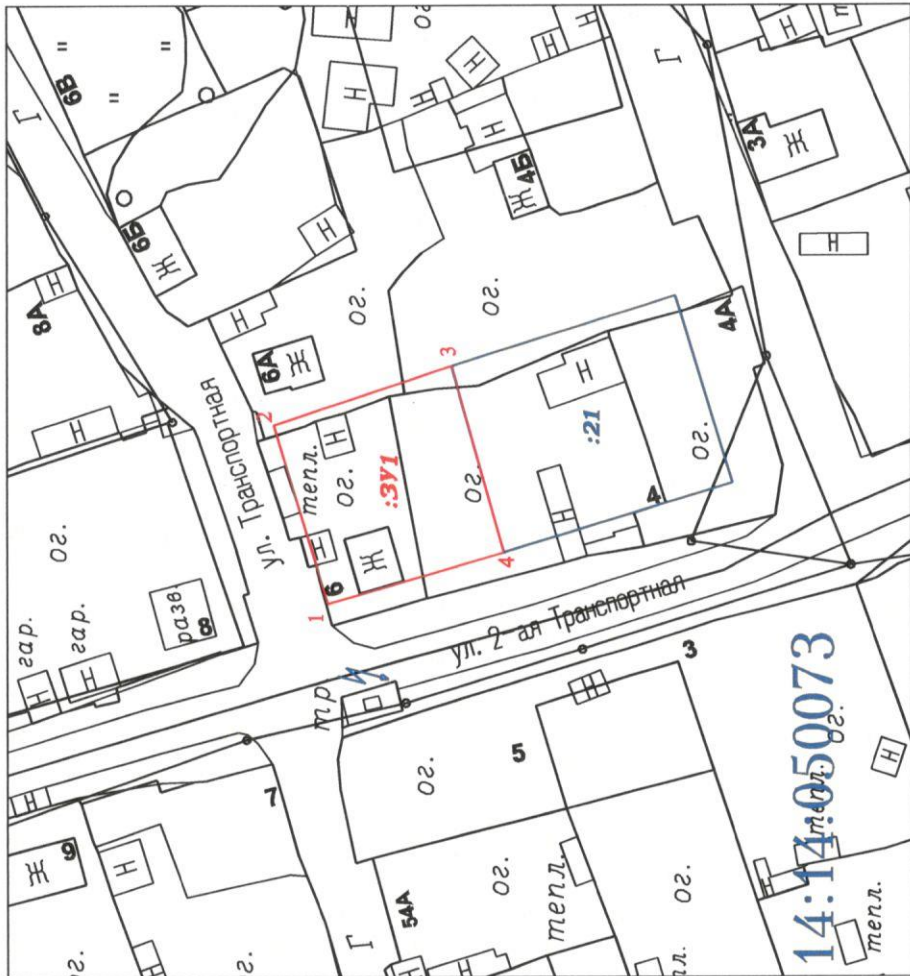 Г
6В
"
"
"
Н
ог.
Н
Н
Н
Н
Н
Н
Г
3А
Ж
Н
6Б
Ж
Н
4Б
Ж
8А
Н
Н
ог.
ог.
4А
Н
6А
Ж
ул. Транспортная
2
3
тепл.
Н
ог.
:ЗУ1
ог.
Н
:21
ог.
4
Н
Н
6
Ж
1
4
ог.
разв.
8
гар.
гар.
Н
Н
ул. 2-ая Транспортная
тр
И
3
Н
5
ог.
7
Н
9
Ж
Н
Н
54А
Г
ог.
тепл.
ог.
14:14:050073
ог.
тепл.
Н
Н
тепл.
Н
Н
г.
г.